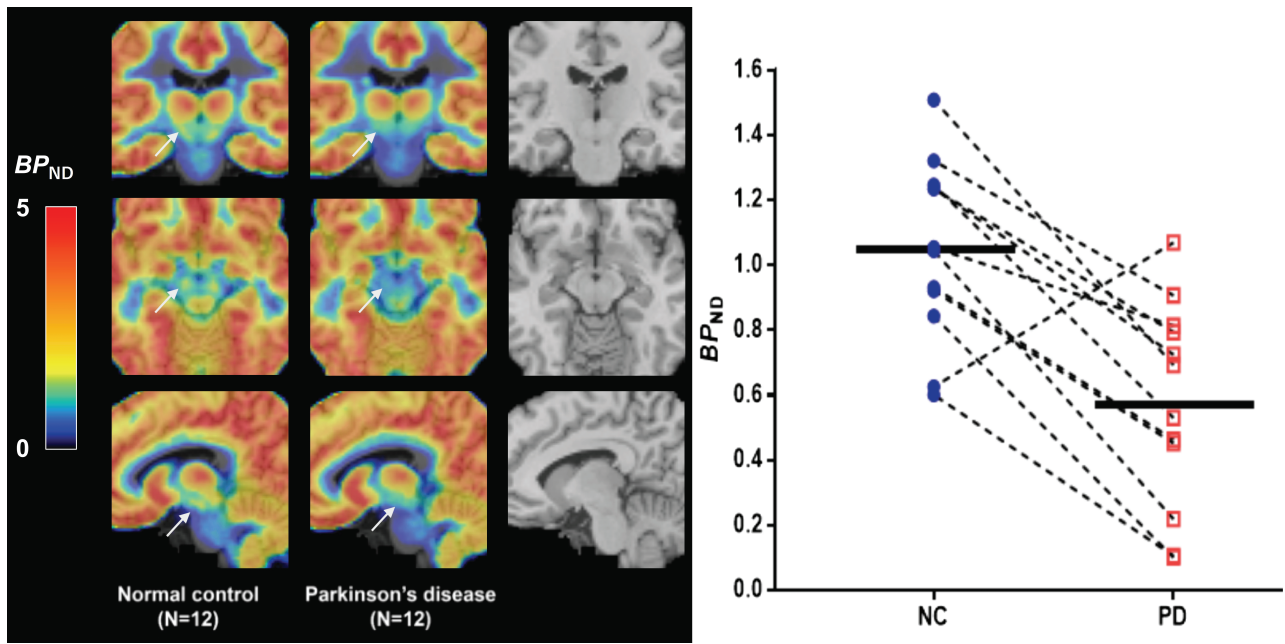 BPND
5
0
Normal control
(N=12)
Parkinson's disease
(N=12)
BPND
1.6
1.4
1.2
1.0
0.8
0.6
0.4
0.2
0.0
NC
PD